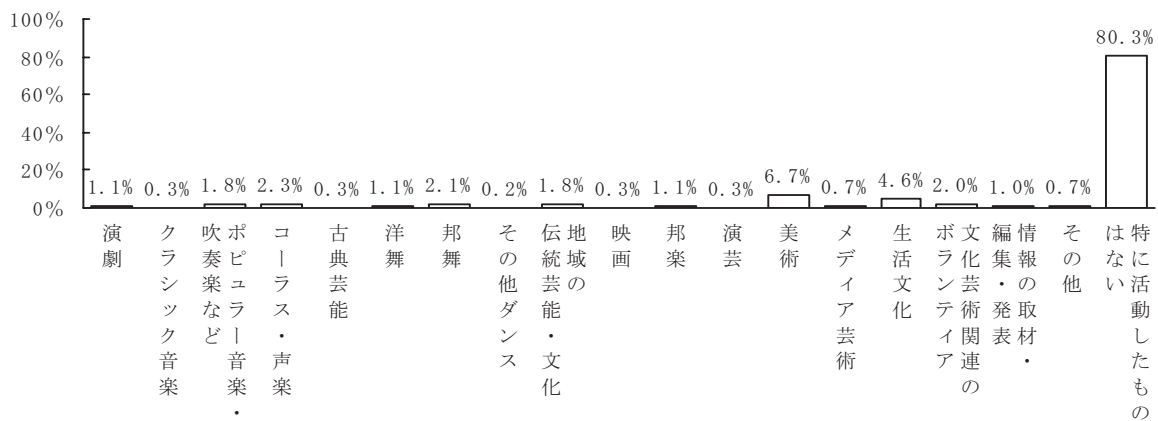 100%
80%
60%
40%
20%
0%
1.1%
0.3%
1.8%
2.3%
0.3%
1.1%
2.1%
0.2%
1.8%
0.3%
1.1%
0.3%
6.7%
0.7%
4.6%
2.0%
1.0%
0.7%
80.3%
演劇
クラシック音楽
ポピュラー音楽・
吹奏楽など
コーラス・声楽
古典芸能
洋舞
邦舞
その他ダンス
地域の
伝統芸能・文化
映画
邦楽
演芸
美術
メディア芸術
生活文化
文化芸術関連の
ボランティア
情報の取材・
編集・発表
その他
特に活動したもの
はない